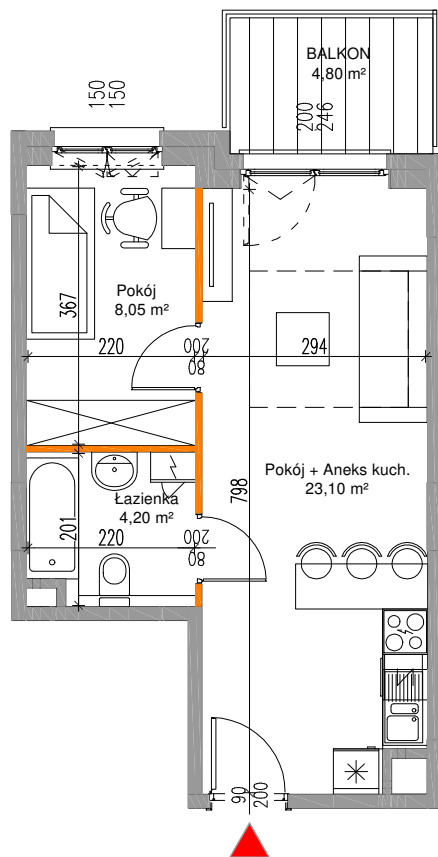 BALKON
4,80 m²
150
150
200
246
Pokój
8,05 m²
367
220
200
80
294
Pokój + Aneks kuch.
23,10 m²
798
Łazienka
4,20 m²
201
220
200
80
90
200